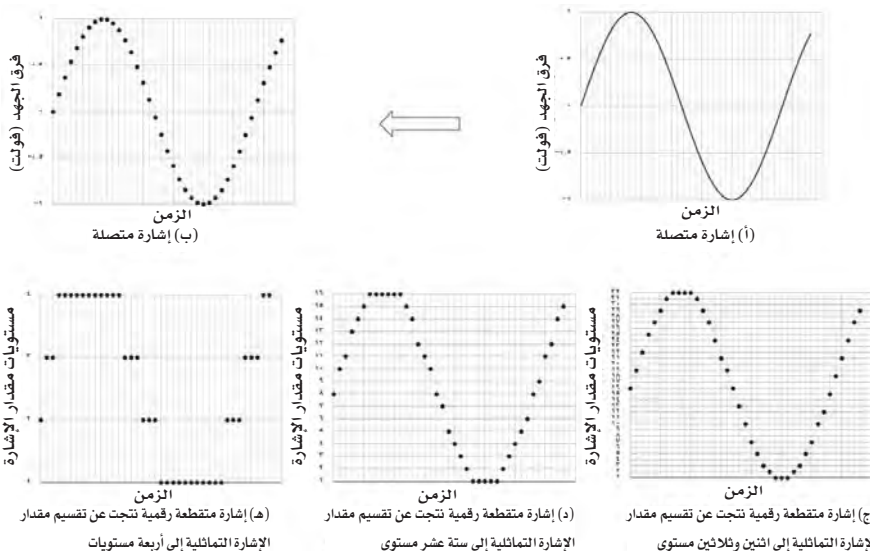 فرق الجهد (فولت)
الزمن
(أ) إشارة متصلة
فرق الجهد (فولت)
الزمن
(ب) إشارة متصلة
مستويات مقدار الإشارة
الزمن
ج) إشارة متقطعة رقمية نتجت عن تقسيم مقدار
لإشارة التماثلية إلى اثنين وثلاثين مستوى
مستويات مقدار الإشارة
الزمن
(د) إشارة متقطعة رقمية نتجت عن تقسيم مقدار
الإشارة التماثلية إلى ستة عشر مستوى
مستويات مقدار الإشارة
الزمن
(هـ) إشارة متقطعة رقمية نتجت عن تقسيم مقدار
الإشارة التماثلية إلى أربعة مستويات